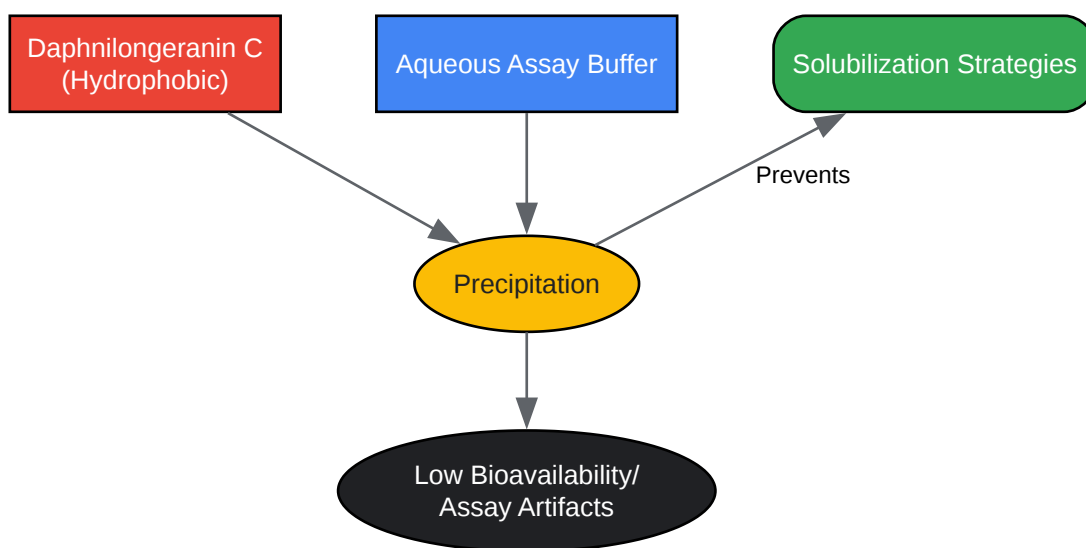 Daphnilongeranin C
(Hydrophobic)
Aqueous Assay Buffer
Solubilization Strategies
Prevents
Precipitation
Low Bioavailability/
Assay Artifacts